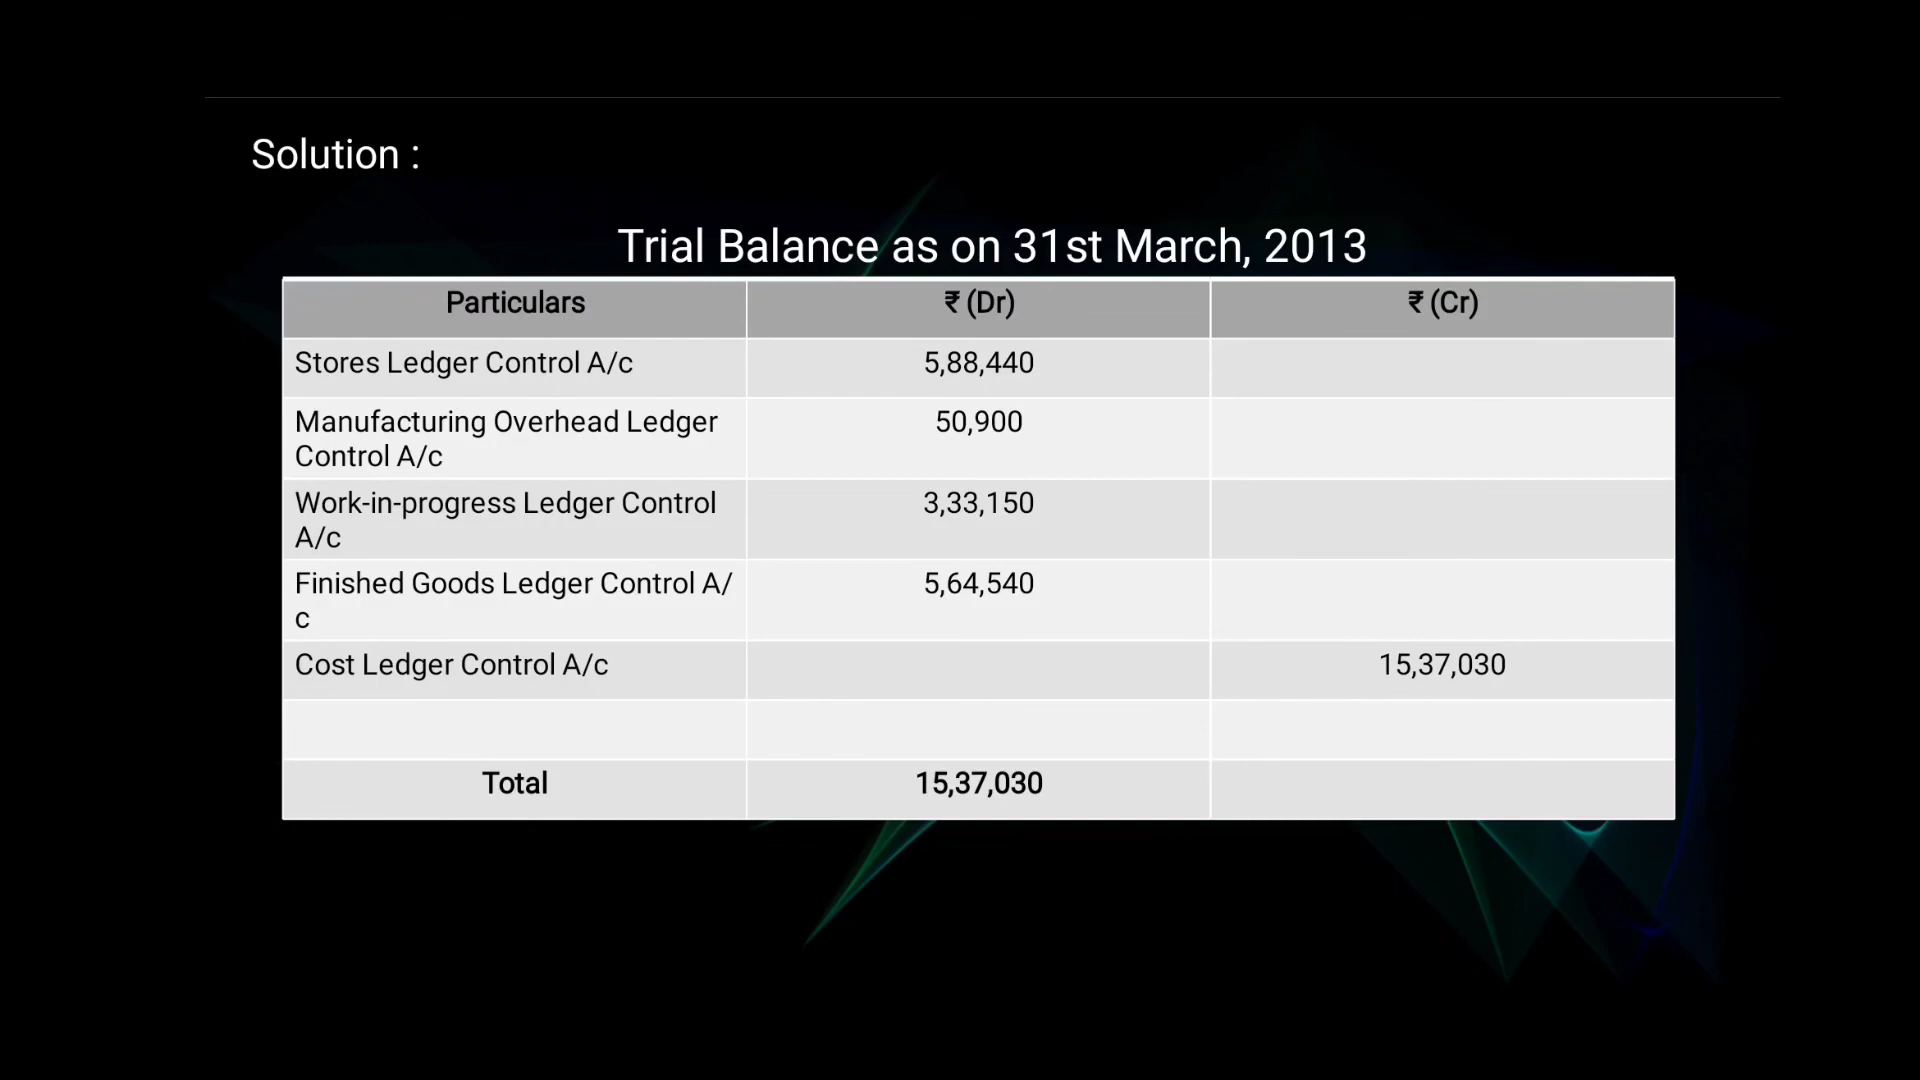 Solution :
Trial Balance as on 31st March, 2013
Particulars ₹ (Dr) ₹ (Cr)
Stores Ledger Control A/c 5,88,440
Manufacturing Overhead Ledger 50,900
Control A/c
Work-in-progress Ledger Control 3,33,150
A/c
Finished Goods Ledger Control A/ 5,64,540
c
Cost Ledger Control A/c 15,37,030
Total 15,37,030